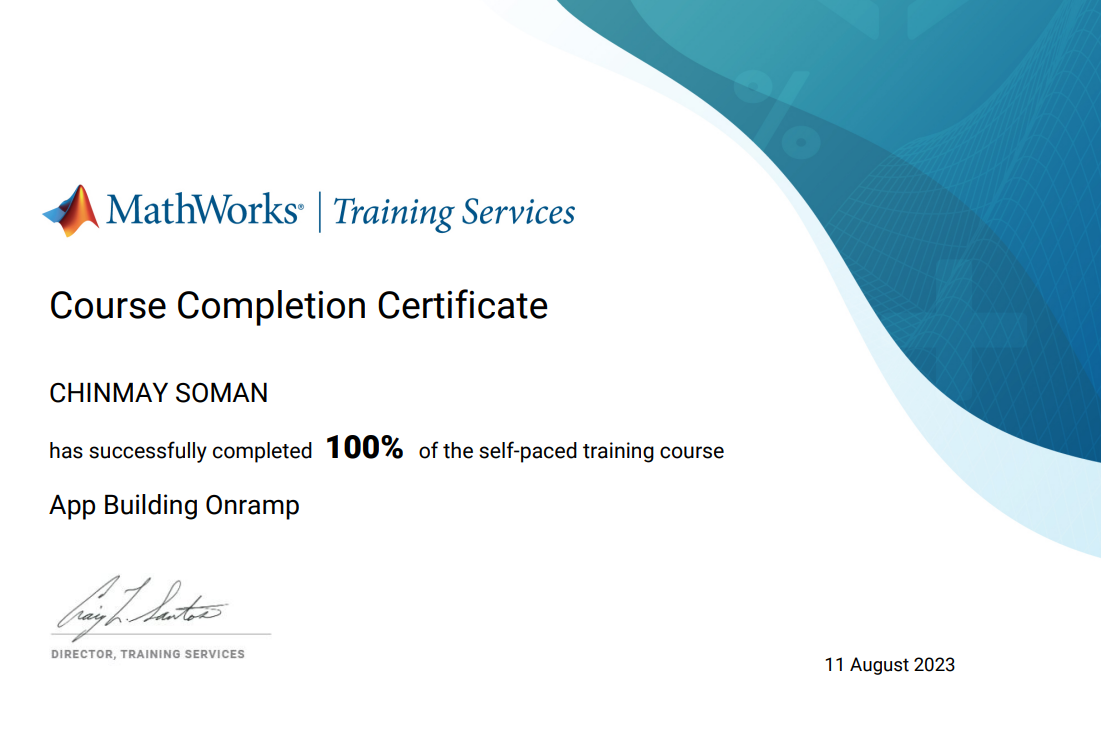 MathWorks® | Training Services
Course Completion Certificate
CHINMAY SOMAN
has successfully completed 100% of the self-paced training course
App Building Onramp
Craig L. Santos
DIRECTOR, TRAINING SERVICES
11 August 2023